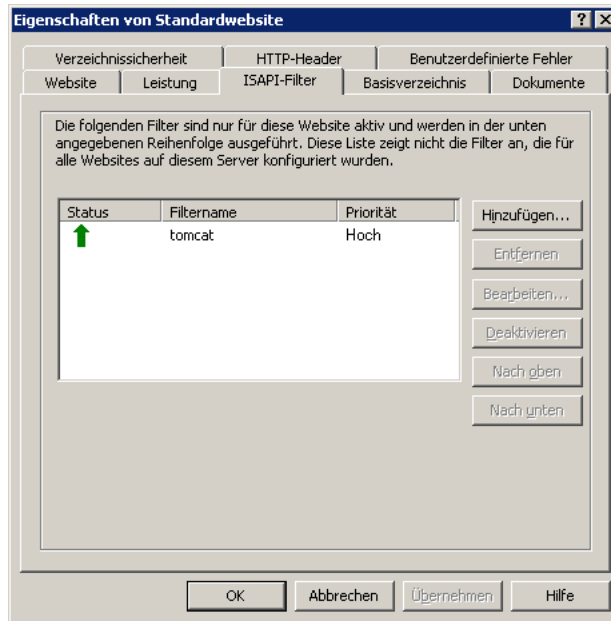 Eigenschaften von Standardwebsite
Verzeichnissicherheit HTTP-Header Benutzerdefinierte Fehler
Website Leistung ISAPI-Filter Basisverzeichnis Dokumente
Die folgenden Filter sind nur für diese Website aktiv und werden in der unten
angegebenen Reihenfolge ausgeführt. Diese Liste zeigt nicht die Filter an, die für
alle Websites auf diesem Server konfiguriert wurden.
Status Filtername Priorität
tomcat Hoch
Hinzufügen...
Entfernen
Bearbeiten...
Deaktivieren
Nach oben
Nach unten
OK Abbrechen Übernehmen Hilfe